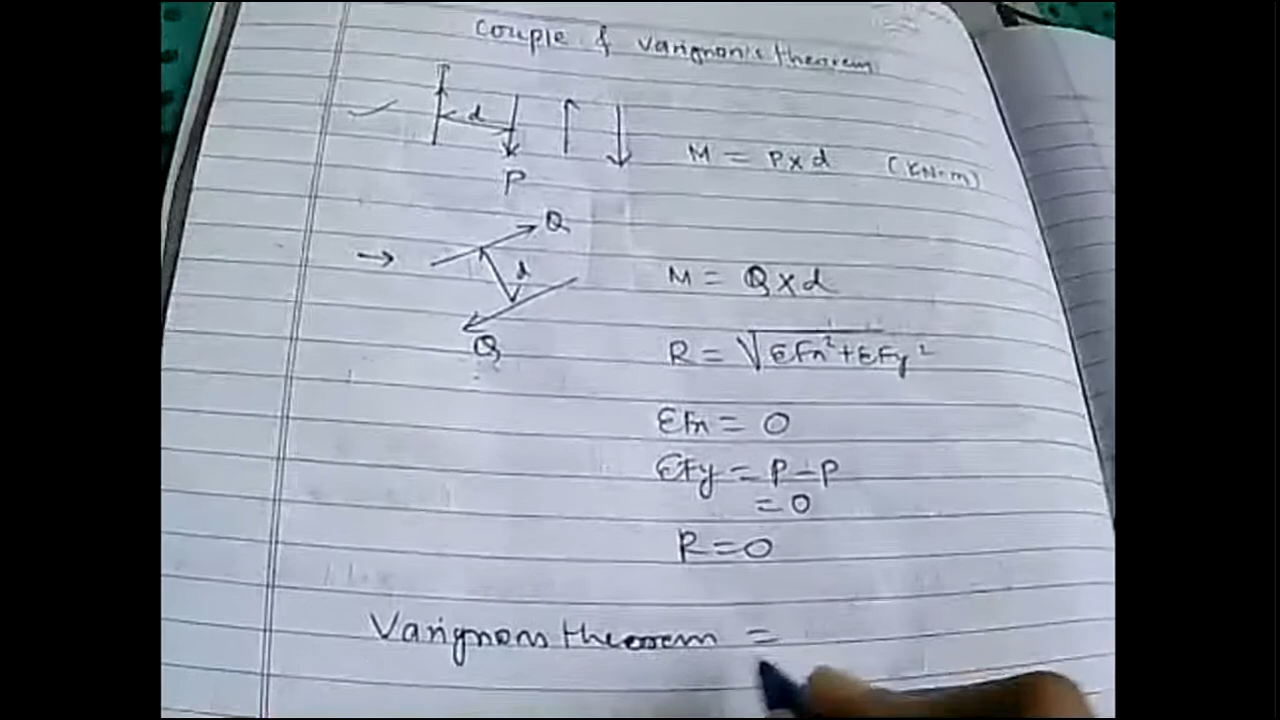 Couple & Varignon's theorem
P
d
P
M = P×d (KN-m)
Q
d
Q
M = Q×d
R = √ΣFx²+ΣFy²
ΣFx = 0
ΣFy = P-P
= 0
R=0
Varignons theorem =